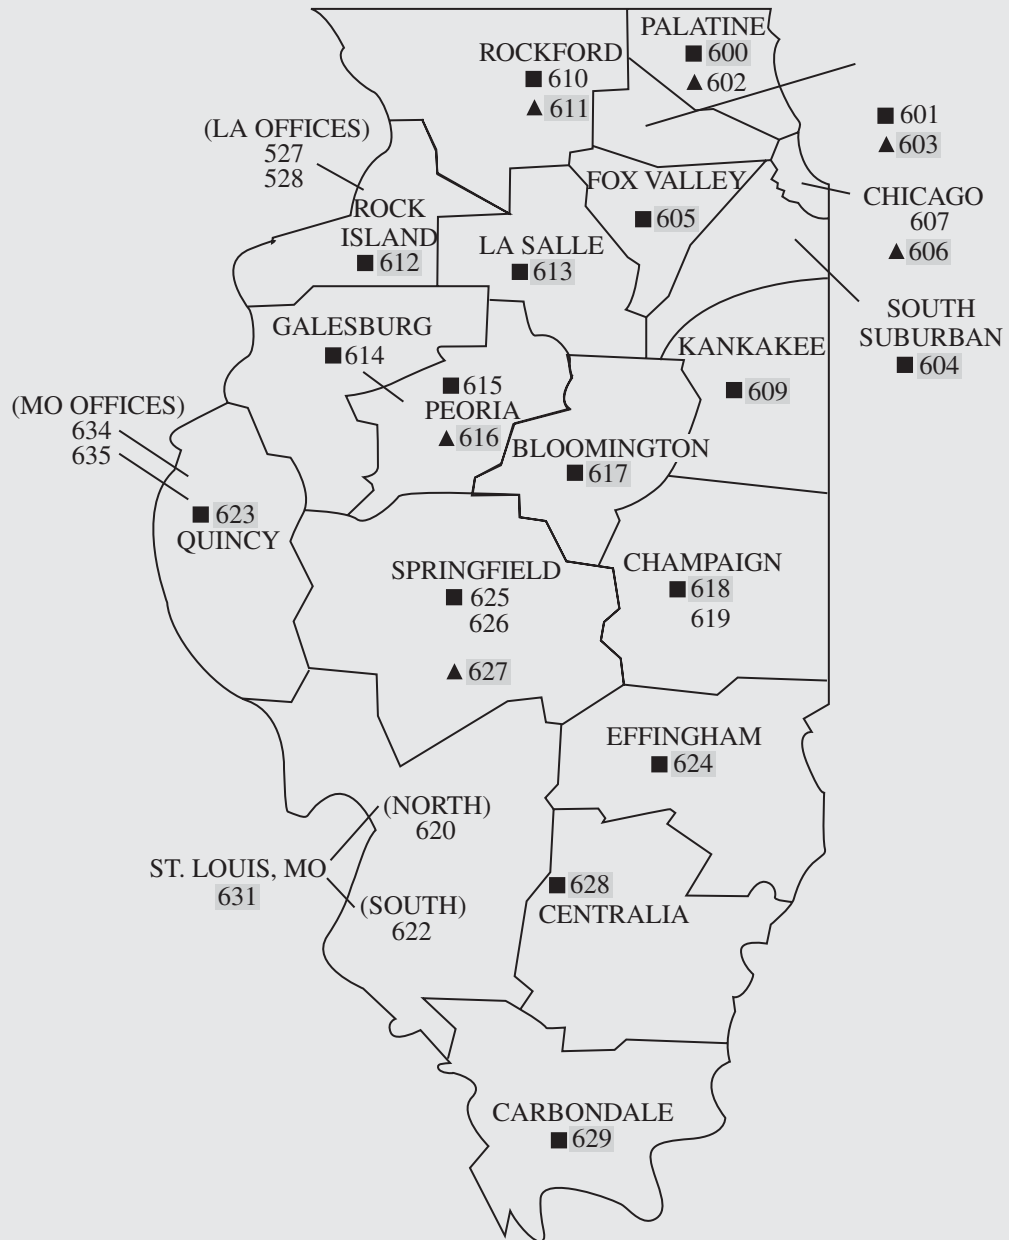 PALATINE
■ 600
▲ 602
ROCKFORD
■ 610
▲ 611
■ 601
▲ 603
(LA OFFICES)
527
528
FOX VALLEY
■ 605
CHICAGO
607
▲ 606
ROCK
ISLAND
■ 612
LA SALLE
■ 613
SOUTH
SUBURBAN
■ 604
GALESBURG
■ 614
KANKAKEE
■ 609
■ 615
PEORIA
▲ 616
(MO OFFICES)
634
635
BLOOMINGTON
■ 617
■ 623
QUINCY
SPRINGFIELD
■ 625
626
▲ 627
CHAMPAIGN
■ 618
619
EFFINGHAM
■ 624
(NORTH)
620
ST. LOUIS, MO
631
(SOUTH)
622
■ 628
CENTRALIA
CARBONDALE
■ 629